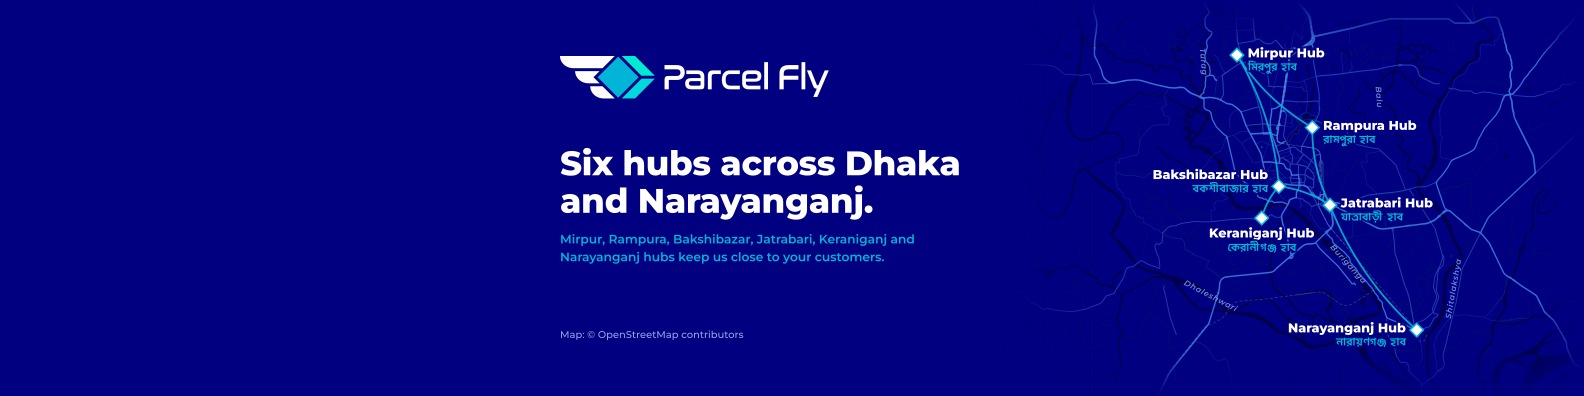 Parcel Fly
Six hubs across Dhaka
and Narayanganj.
Mirpur, Rampura, Bakshibazar, Jatrabari, Keraniganj and
Narayanganj hubs keep us close to your customers.
Map: © OpenStreetMap contributors
Mirpur Hub
মিরপুর হাব
Turag
Balu
Rampura Hub
রামপুরা হাব
Bakshibazar Hub
বকশীবাজার হাব
Jatrabari Hub
যাত্রাবাড়ী হাব
Keraniganj Hub
কেরানীগঞ্জ হাব
Buriganga
Dhaleshwari
Shitalakshya
Narayanganj Hub
নারায়ণগঞ্জ হাব